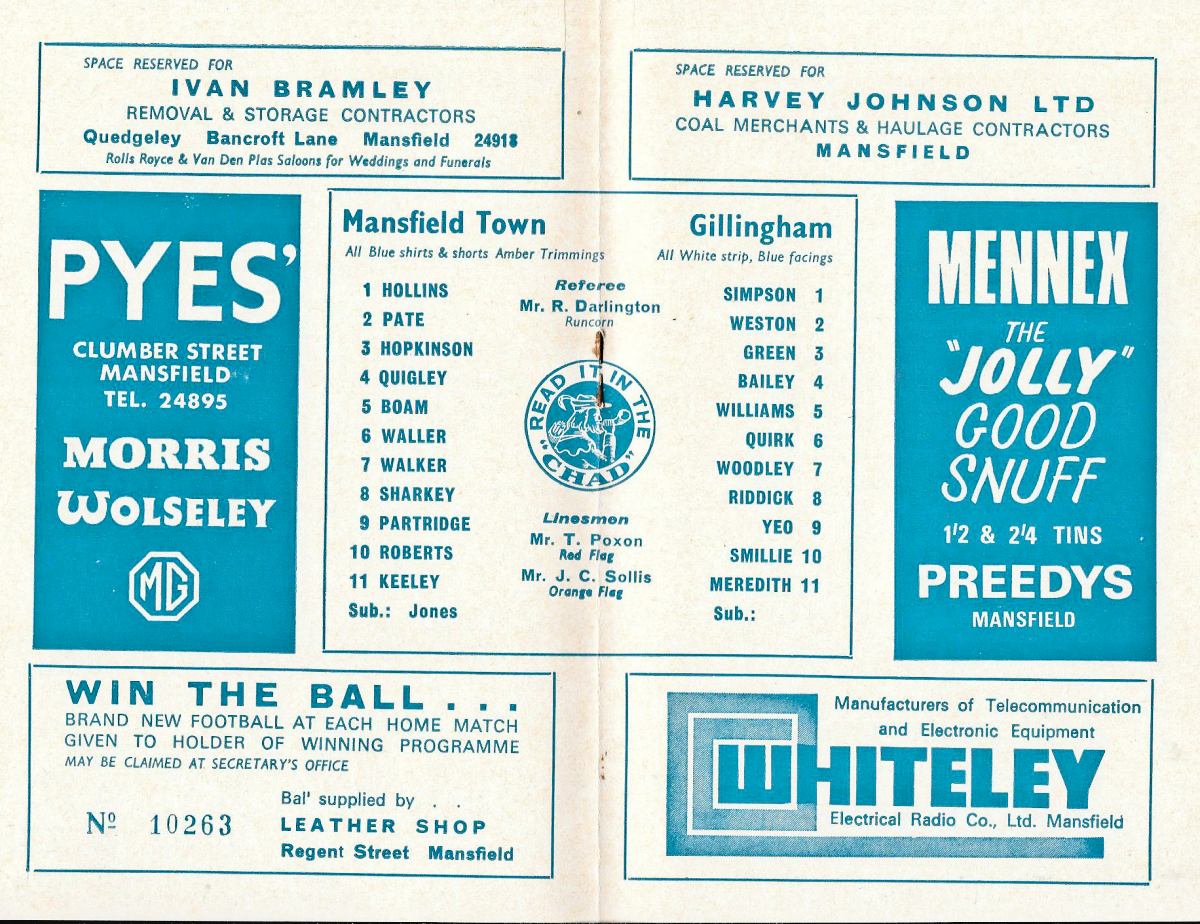 SPACE RESERVED FOR
IVAN BRAMLEY
REMOVAL & STORAGE CONTRACTORS
Quedgeley Bancroft Lane Mansfield 24918
Rolls Royce & Van Den Plas Saloons for Weddings and Funerals
SPACE RESERVED FOR
HARVEY JOHNSON LTD
COAL MERCHANTS & HAULAGE CONTRACTORS
MANSFIELD
PYES'
CLUMBER STREET
MANSFIELD
TEL. 24895
MORRIS
WOLSELEY
MG
Mansfield Town
All Blue shirts & shorts Amber Trimmings
1 HOLLINS
2 PATE
3 HOPKINSON
4 QUIGLEY
5 BOAM
6 WALLER
7 WALKER
8 SHARKEY
9 PARTRIDGE
10 ROBERTS
11 KEELEY
Sub.: Jones
Referee
Mr. R. Darlington
Runcorn
READ IT IN THE
"CHAD"
Linesmen
Mr. T. Poxon
Red Flag
Mr. J. C. Sollis
Orange Flag
Gillingham
All White strip, Blue facings
SIMPSON 1
WESTON 2
GREEN 3
BAILEY 4
WILLIAMS 5
QUIRK 6
WOODLEY 7
RIDDICK 8
YEO 9
SMILLIE 10
MEREDITH 11
Sub.:
MENNEX
THE
"JOLLY"
GOOD
SNUFF
1'2 & 2'4 TINS
PREEDYS
MANSFIELD
WIN THE BALL . . .
BRAND NEW FOOTBALL AT EACH HOME MATCH
GIVEN TO HOLDER OF WINNING PROGRAMME
MAY BE CLAIMED AT SECRETARY'S OFFICE
Nº 10263
Bal' supplied by . .
LEATHER SHOP
Regent Street Mansfield
Manufacturers of Telecommunication
and Electronic Equipment
WHITELEY
Electrical Radio Co., Ltd. Mansfield